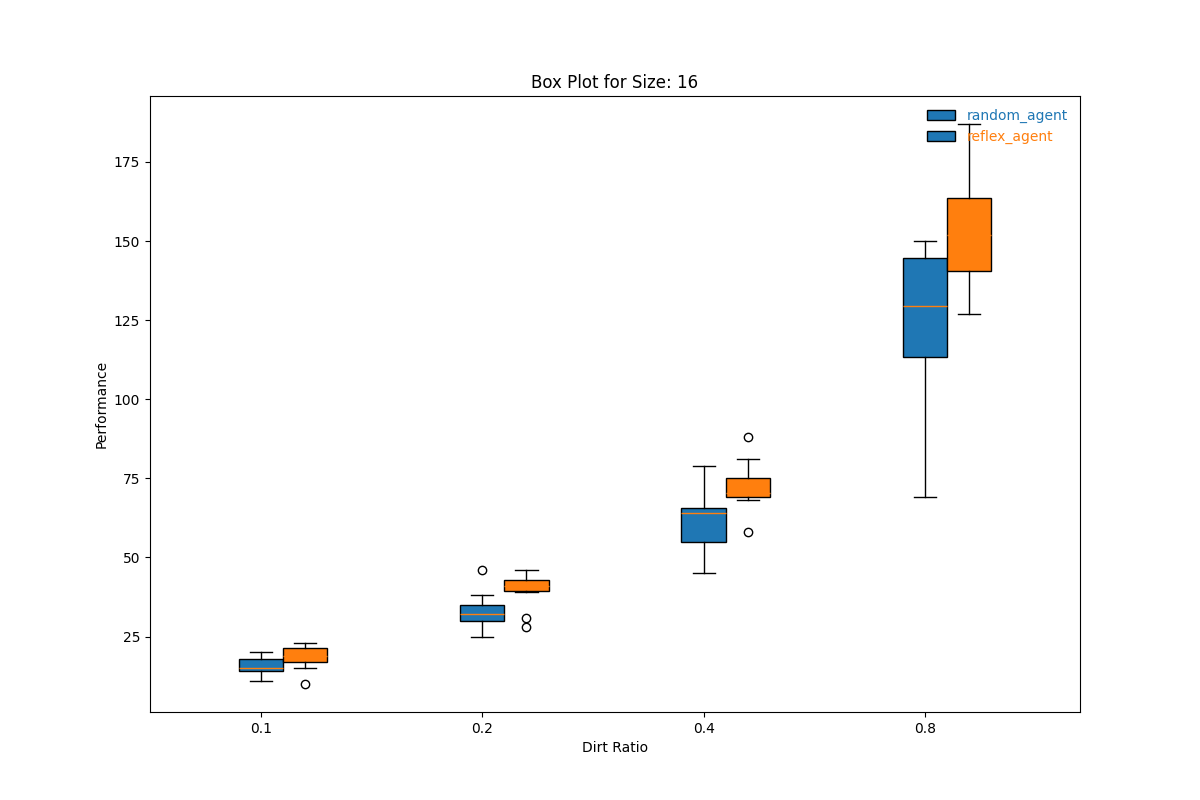 Box Plot for Size: 16
random_agent
reflex_agent
175
150
125
100
75
50
25
Performance
0.1 0.2 0.4 0.8
Dirt Ratio